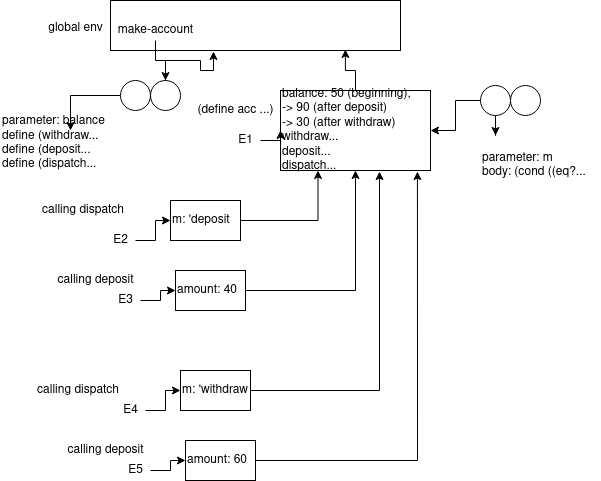 global env
make-account
parameter: balance
define (withdraw...
define (deposit...
define (dispatch...
(define acc ...)
E1
balance: 50 (beginning),
-> 90 (after deposit)
-> 30 (after withdraw)
withdraw...
deposit...
dispatch...
parameter: m
body: (cond ((eq?...
calling dispatch
E2
m: 'deposit
calling deposit
E3
amount: 40
calling dispatch
E4
m: 'withdraw
calling deposit
E5
amount: 60